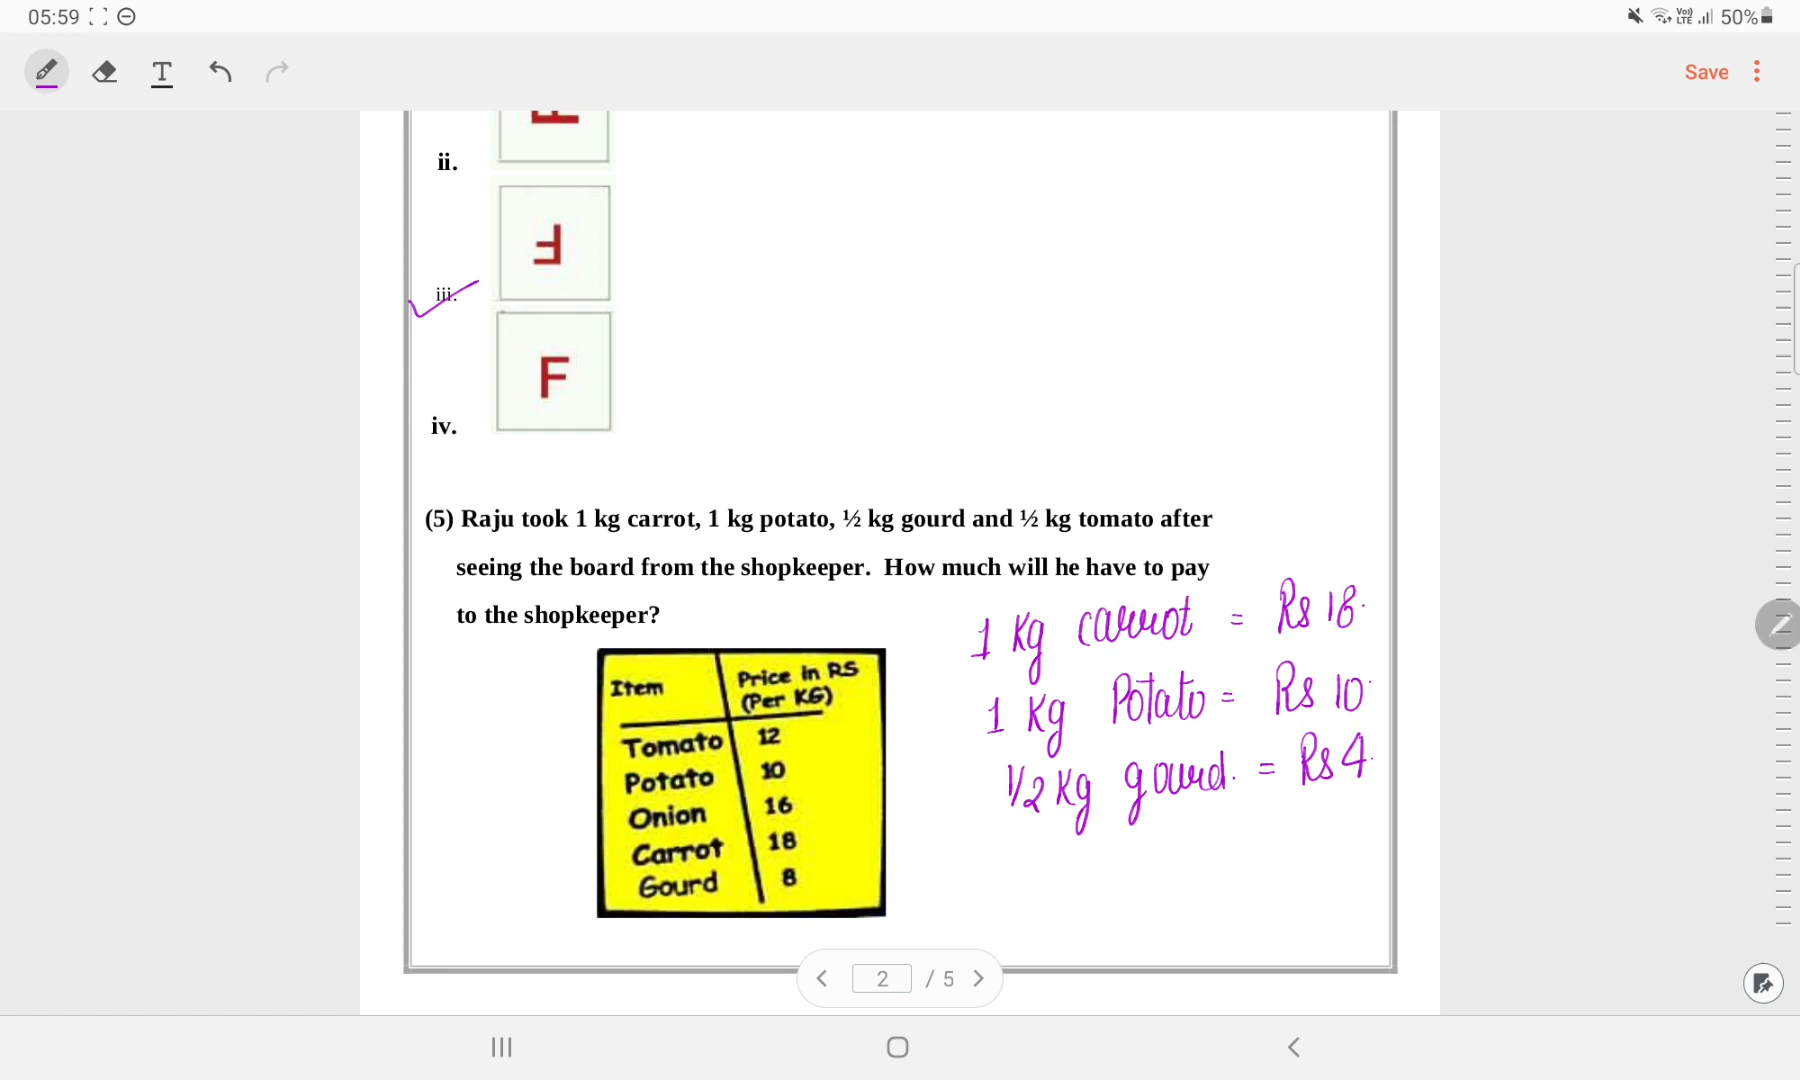 05:59
Vo))
LTE
50%
T
Save
F
ii.
F
iii.
F
iv.
(5) Raju took 1 kg carrot, 1 kg potato, ½ kg gourd and ½ kg tomato after
seeing the board from the shopkeeper. How much will he have to pay
to the shopkeeper?
Item Price in RS
(Per KG)
Tomato 12
Potato 10
Onion 16
Carrot 18
Gourd 8
1 Kg carrot = Rs 18.
1 Kg Potato = Rs 10.
1/2 Kg gourd. = Rs 4.
2 / 5